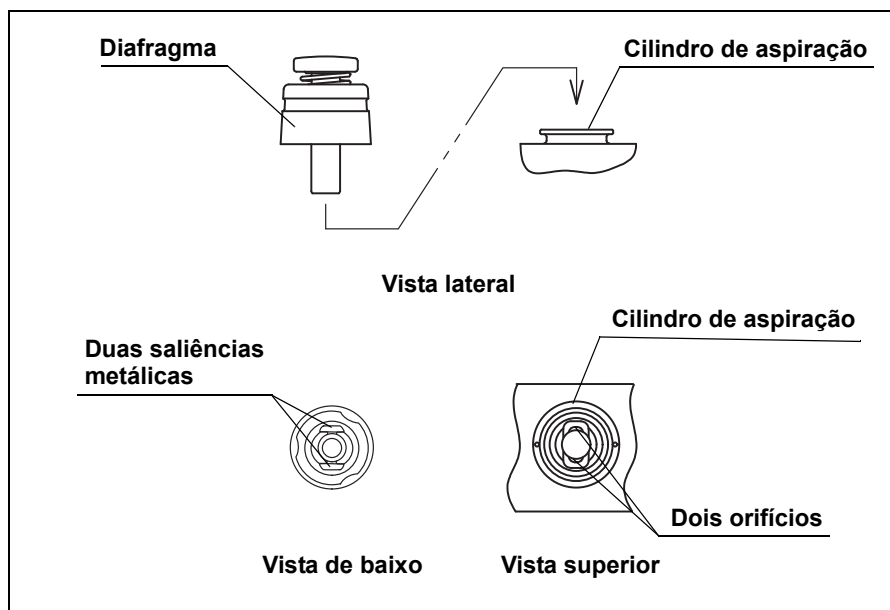 Diafragma
Cilindro de aspiração
Vista lateral
Cilindro de aspiração
Duas saliências
metálicas
Dois orifícios
Vista de baixo
Vista superior